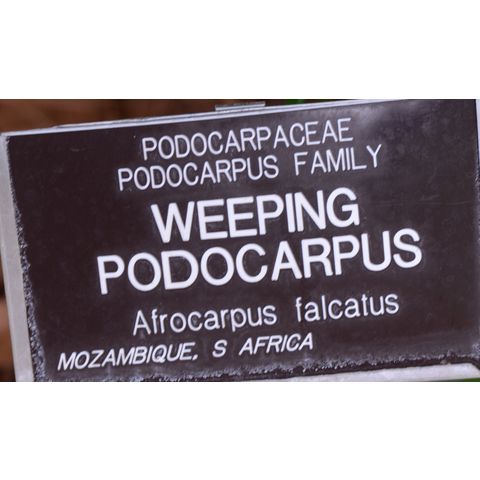 PODOCARPACEAE
PODOCARPUS FAMILY
WEEPING
PODOCARPUS
Afrocarpus falcatus
MOZAMBIQUE, S AFRICA